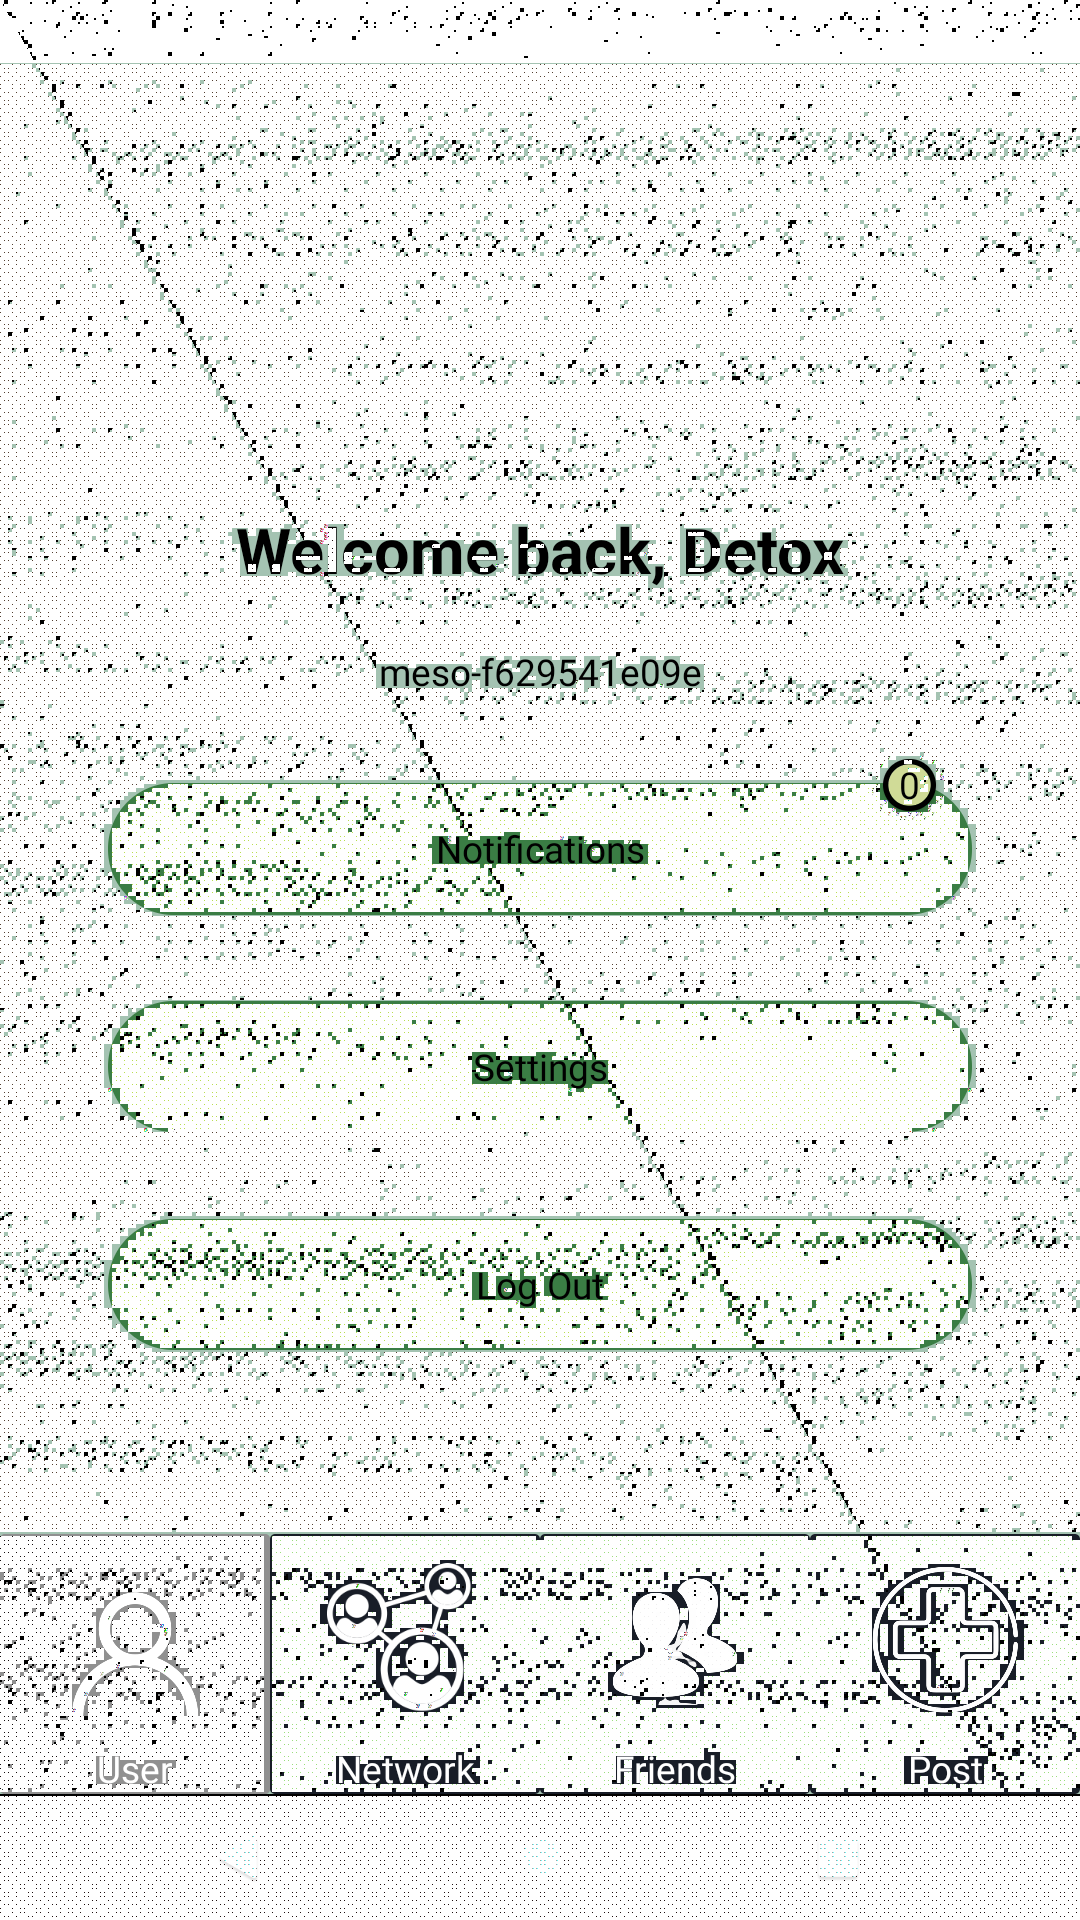 Welcome back, Detox
meso-f629541e09e
0
Notifications
Settings
Log Out
User Network Friends Post